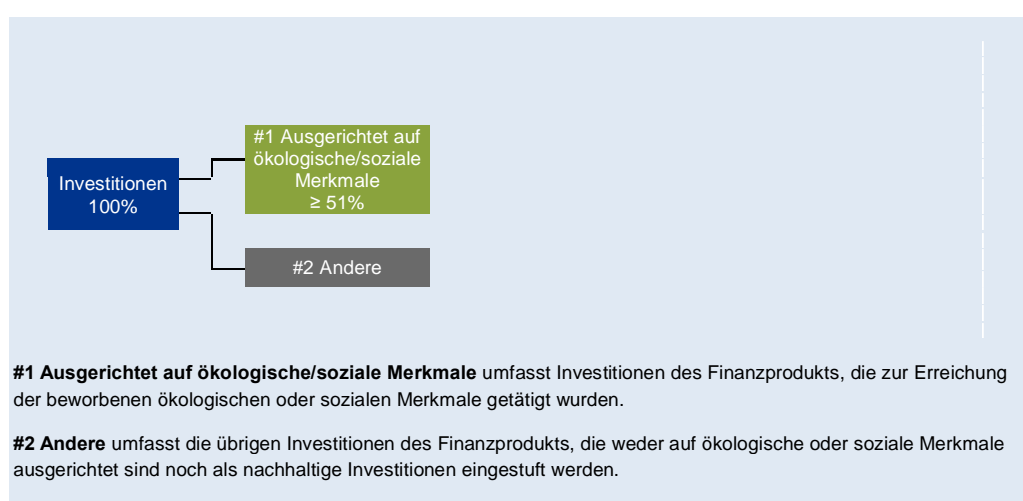 #1 Ausgerichtet auf
ökologische/soziale
Merkmale
≥ 51%
Investitionen
100%
#2 Andere
#1 Ausgerichtet auf ökologische/soziale Merkmale umfasst Investitionen des Finanzprodukts, die zur Erreichung
der beworbenen ökologischen oder sozialen Merkmale getätigt wurden.
#2 Andere umfasst die übrigen Investitionen des Finanzprodukts, die weder auf ökologische oder soziale Merkmale
ausgerichtet sind noch als nachhaltige Investitionen eingestuft werden.